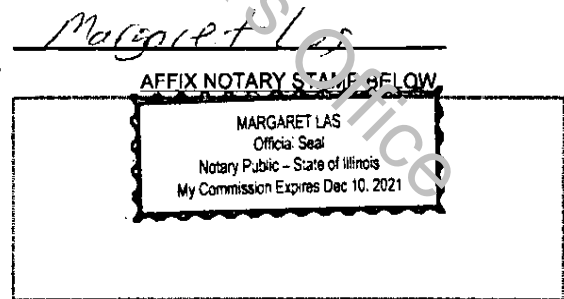 Margaret Las
AFFIX NOTARY STAMP BELOW
MARGARET LAS
Official Seal
Notary Public – State of Illinois
My Commission Expires Dec 10, 2021
Office